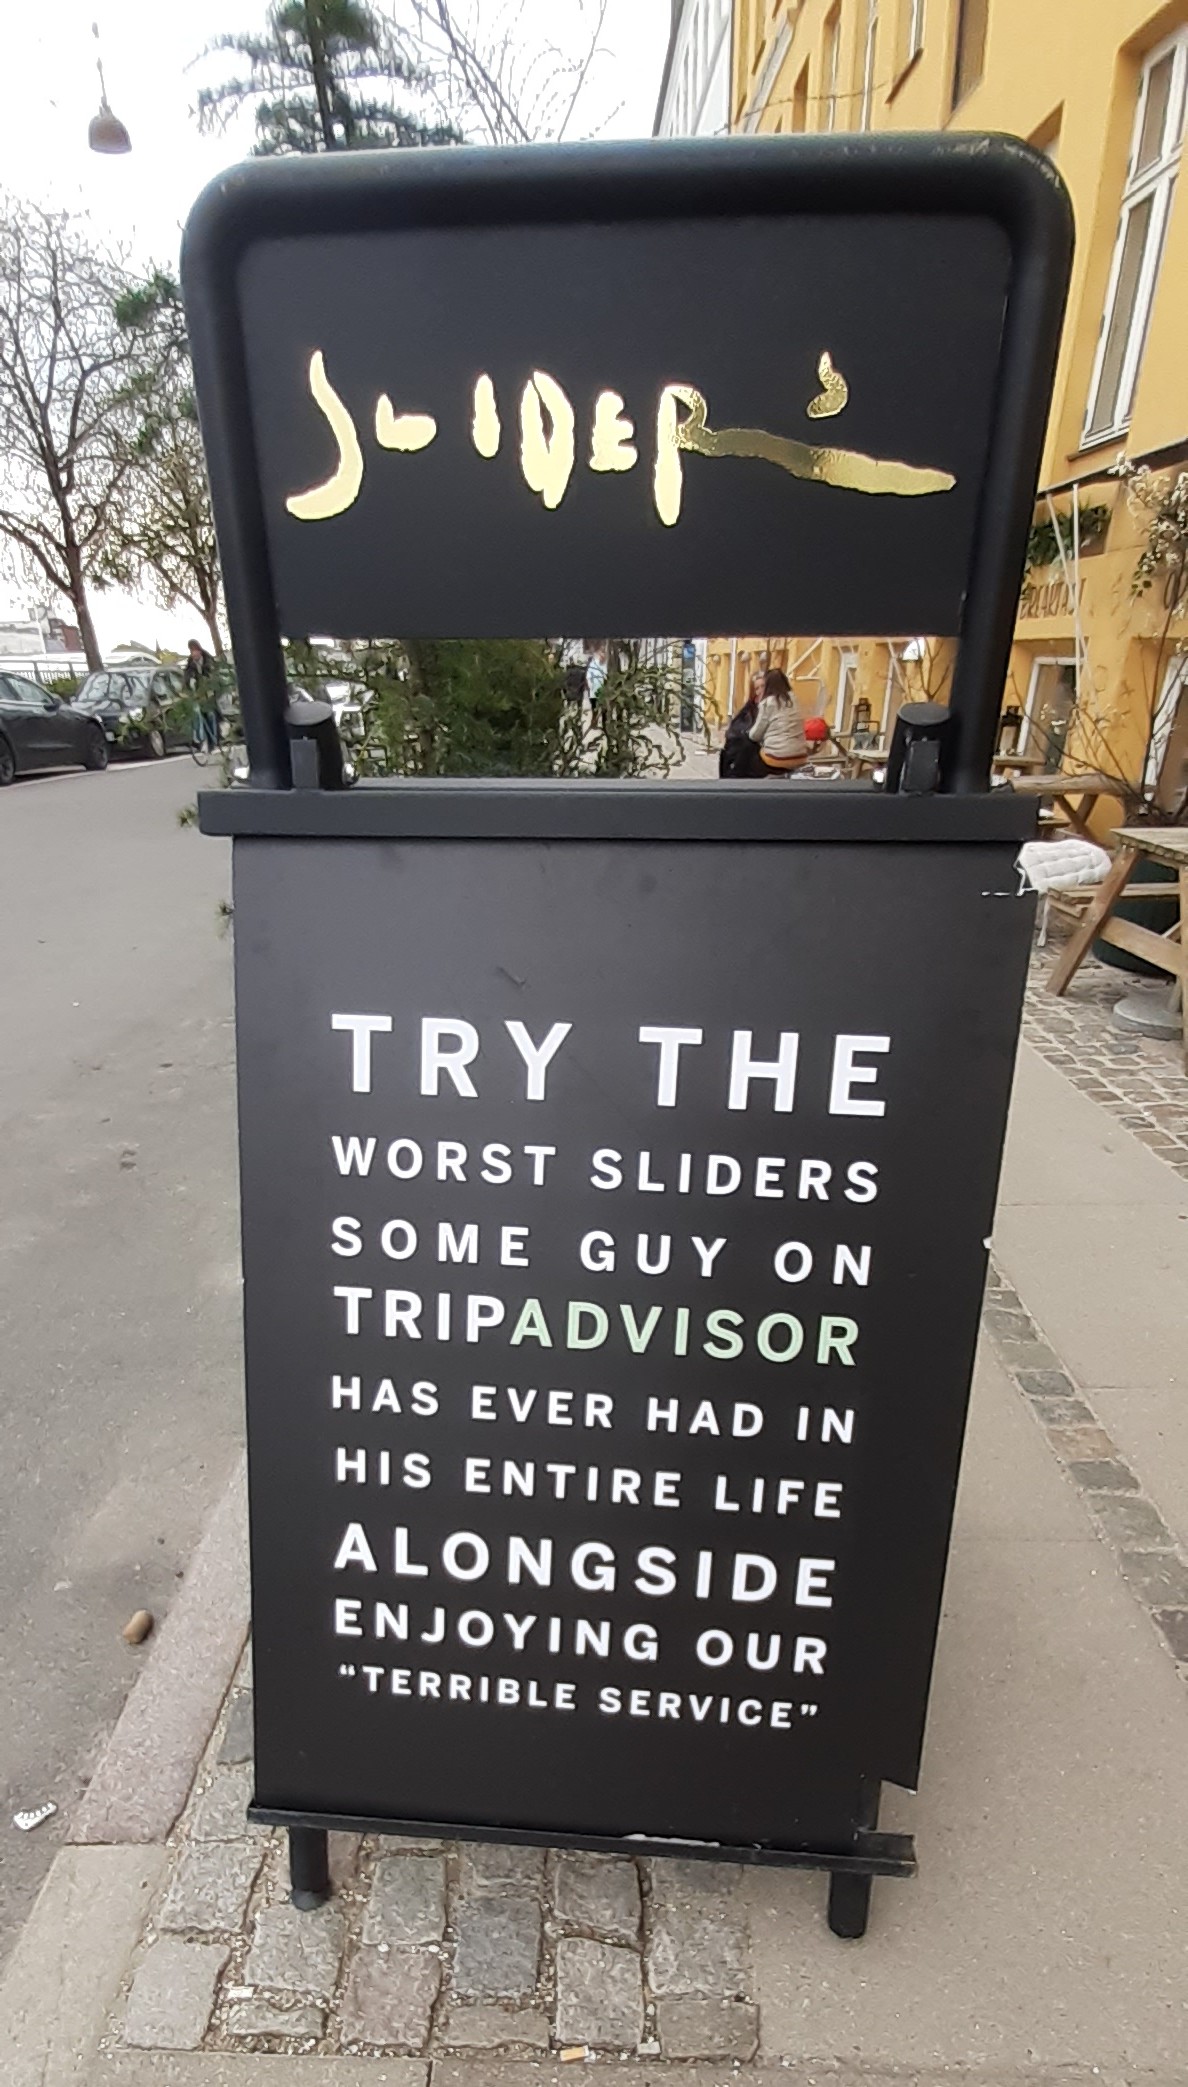 SLIDER'S
TRY THE
WORST SLIDERS
SOME GUY ON
TRIPADVISOR
HAS EVER HAD IN
HIS ENTIRE LIFE
ALONGSIDE
ENJOYING OUR
“TERRIBLE SERVICE”